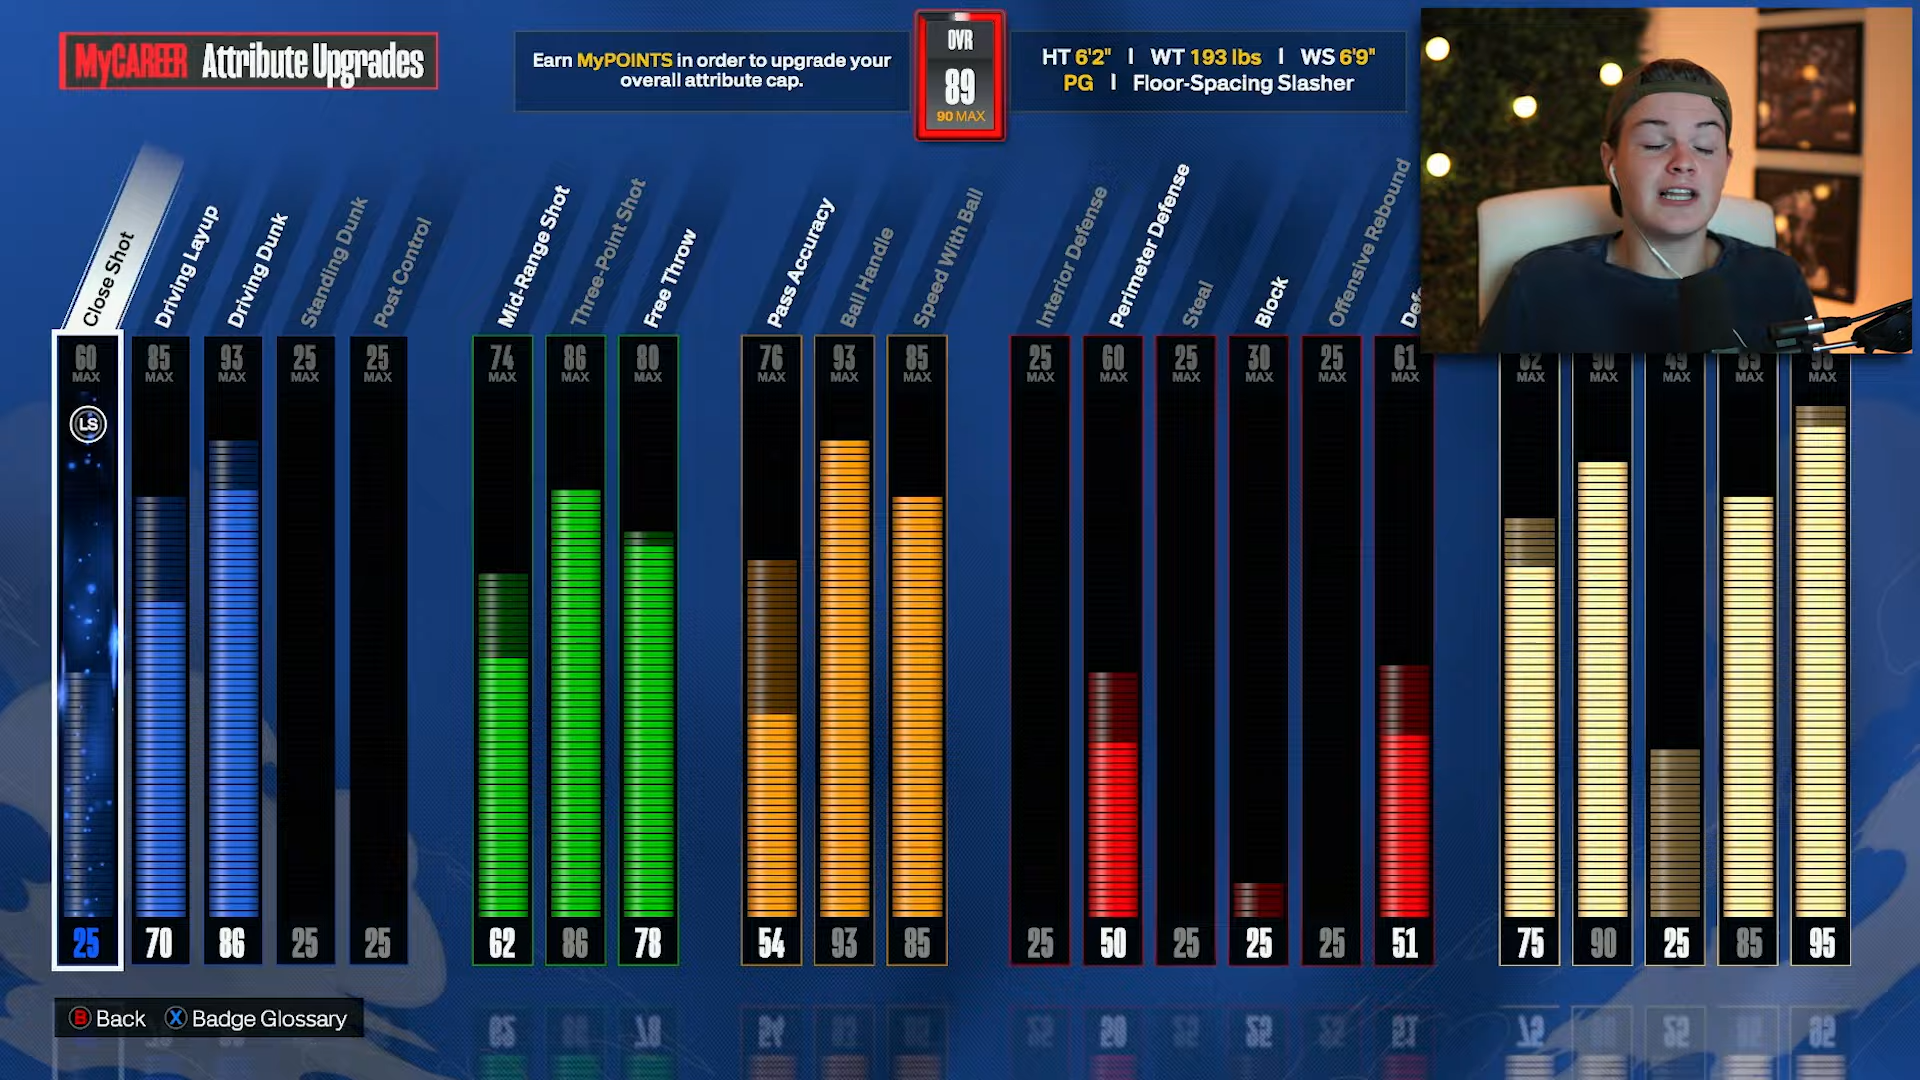 MyCAREER Attribute Upgrades
Earn MyPOINTS in order to upgrade your
overall attribute cap.
OVR
89
90 MAX
HT 6'2" | WT 193 lbs | WS 6'9"
PG | Floor-Spacing Slasher
Close Shot
Driving Layup
Driving Dunk
Standing Dunk
Post Control
Mid-Range Shot
Three-Point Shot
Free Throw
Pass Accuracy
Ball Handle
Speed With Ball
Interior Defense
Perimeter Defense
Steal
Block
Offensive Rebound
60 85 93 25 25 74 86 80 76 93 85 25 60 25 30 25 61 82 90 49 85
MAX MAX MAX MAX MAX MAX MAX MAX MAX MAX MAX MAX MAX MAX MAX MAX MAX MAX MAX MAX MAX MAX
LS
25 70 86 25 25 62 86 78 54 93 85 25 50 25 25 25 51 75 90 25 85 95
B Back X Badge Glossary